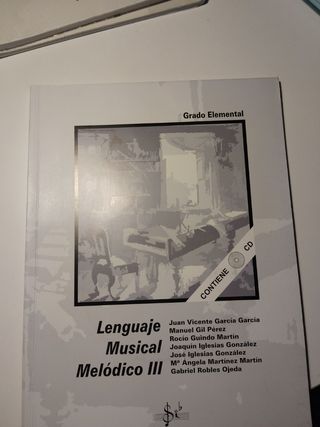 Grado Elemental
CONTIENE CD
Lenguaje
Musical
Melódico III
Juan Vicente García García
Manuel Gil Pérez
Rocío Guindo Martín
Joaquín Iglesias González
José Iglesias González
Mª Ángela Martínez Martín
Gabriel Robles Ojeda